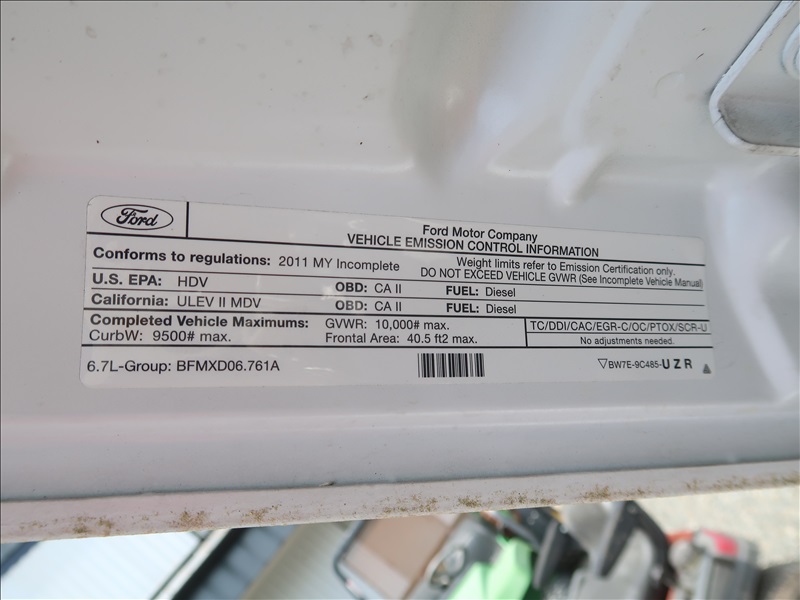 Ford
Ford Motor Company
VEHICLE EMISSION CONTROL INFORMATION
Conforms to regulations: 2011 MY Incomplete
Weight limits refer to Emission Certification only.
DO NOT EXCEED VEHICLE GVWR (See Incomplete Vehicle Manual)
U.S. EPA: HDV OBD: CA II FUEL: Diesel
California: ULEV II MDV OBD: CA II FUEL: Diesel
Completed Vehicle Maximums: GVWR: 10,000# max. TC/DDI/CAC/EGR-C/OC/PTOX/SCR-U
CurbW: 9500# max. Frontal Area: 40.5 ft2 max. No adjustments needed.
6.7L-Group: BFMXD06.761A ▽BW7E-9C485-U Z R